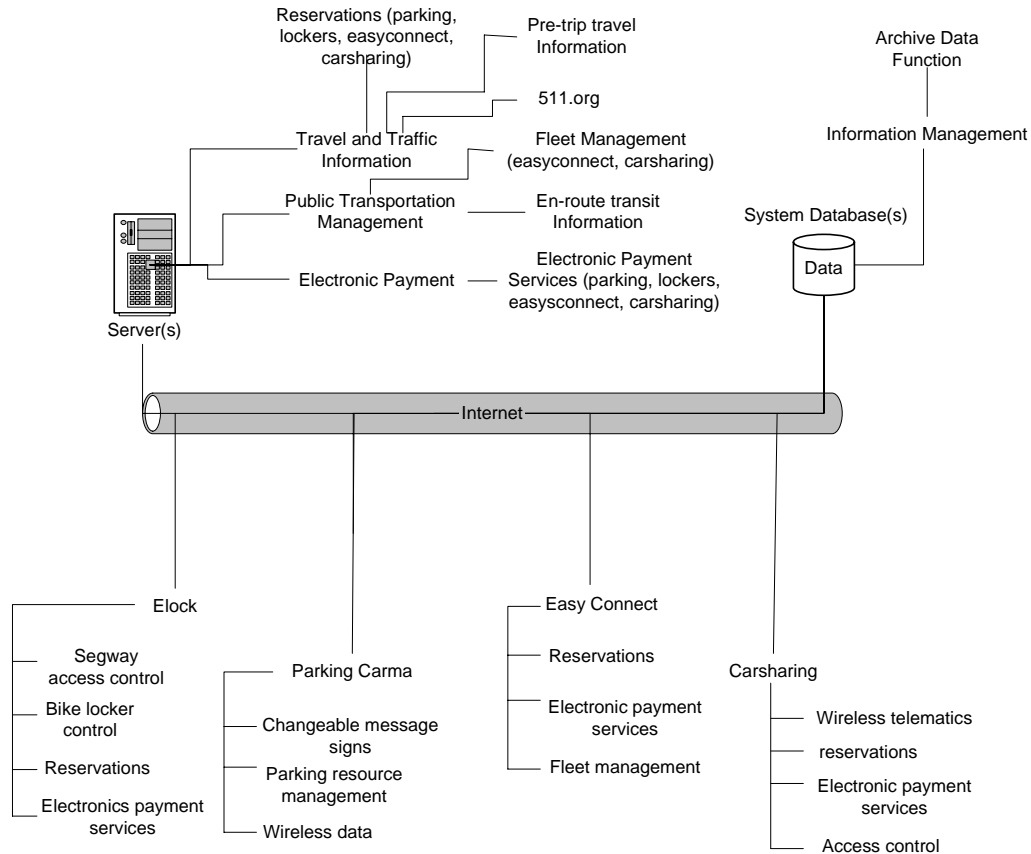 Reservations (parking,
lockers, easyconnect,
carsharing)
Pre-trip travel
Information
Archive Data
Function
511.org
Travel and Traffic
Information
Fleet Management
(easyconnect, carsharing)
Information Management
Public Transportation
Management
En-route transit
Information
System Database(s)
Data
Electronic Payment
Electronic Payment
Services (parking, lockers,
easysconnect, carsharing)
Server(s)
Internet
Elock
Segway
access control
Bike locker
control
Reservations
Electronics payment
services
Parking Carma
Changeable message
signs
Parking resource
management
Wireless data
Easy Connect
Reservations
Electronic payment
services
Fleet management
Carsharing
Wireless telematics
reservations
Electronic payment
services
Access control